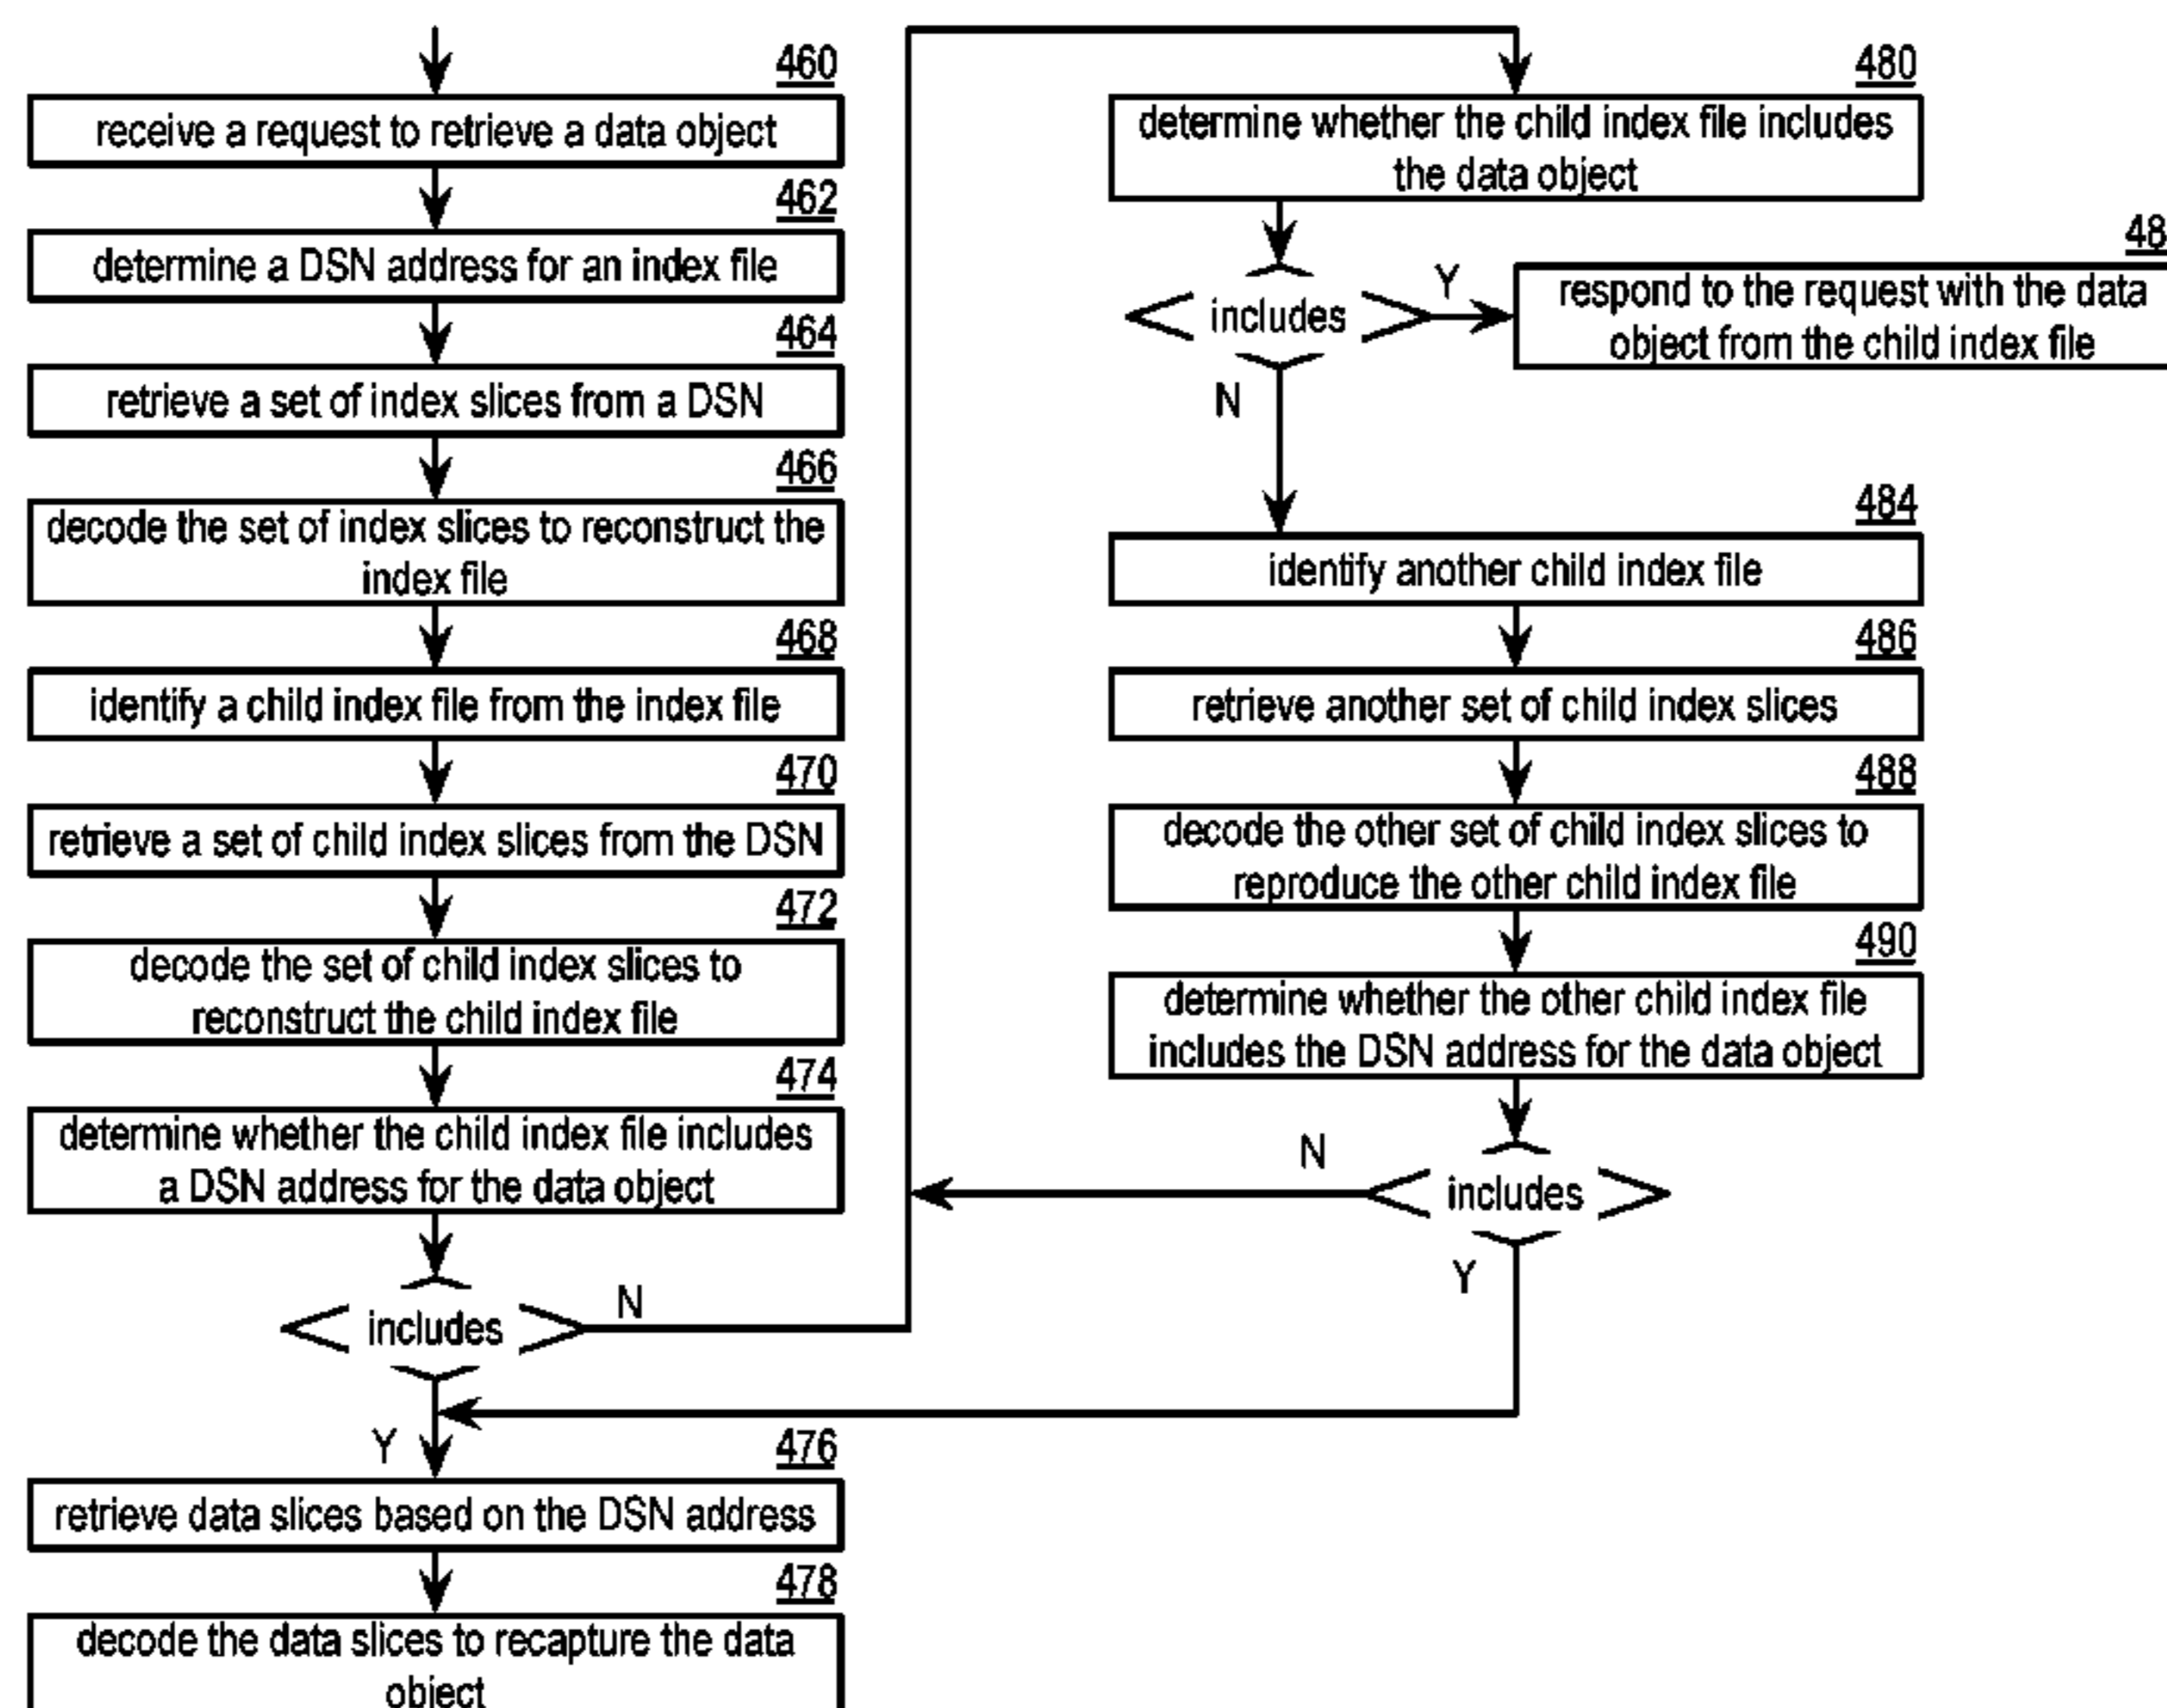 460
receive a request to retrieve a data object
462
determine a DSN address for an index file
464
retrieve a set of index slices from a DSN
466
decode the set of index slices to reconstruct the
index file
468
identify a child index file from the index file
470
retrieve a set of child index slices from the DSN
472
decode the set of child index slices to
reconstruct the child index file
474
determine whether the child index file includes
a DSN address for the data object
includes
N
Y
476
retrieve data slices based on the DSN address
478
decode the data slices to recapture the data
object
480
determine whether the child index file includes
the data object
includes
Y
N
48
respond to the request with the data
object from the child index file
484
identify another child index file
486
retrieve another set of child index slices
488
decode the other set of child index slices to
reproduce the other child index file
490
determine whether the other child index file
includes the DSN address for the data object
N
includes
Y